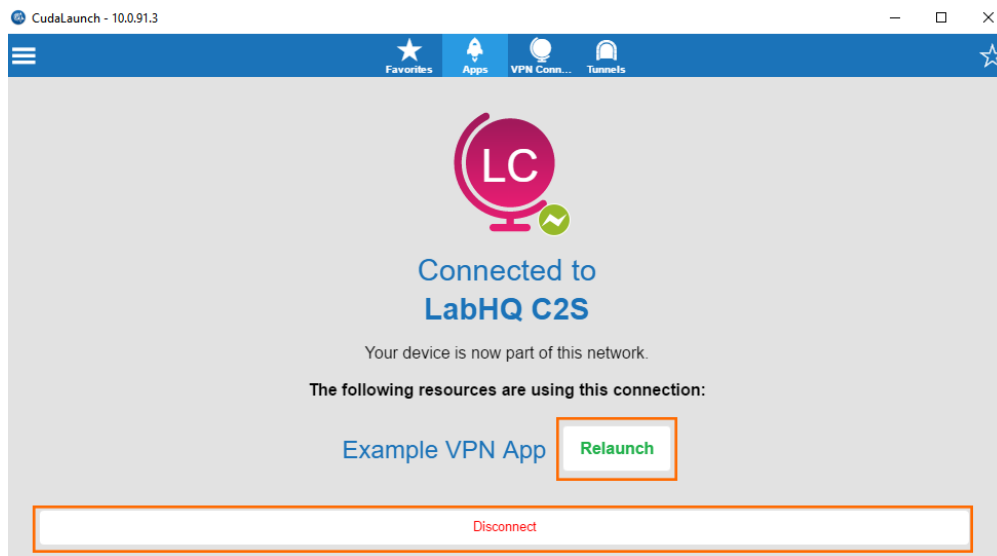 CudaLaunch - 10.0.91.3
Favorites Apps VPN Conn... Tunnels
LC
Connected to
LabHQ C2S
Your device is now part of this network.
The following resources are using this connection:
Example VPN App Relaunch
Disconnect